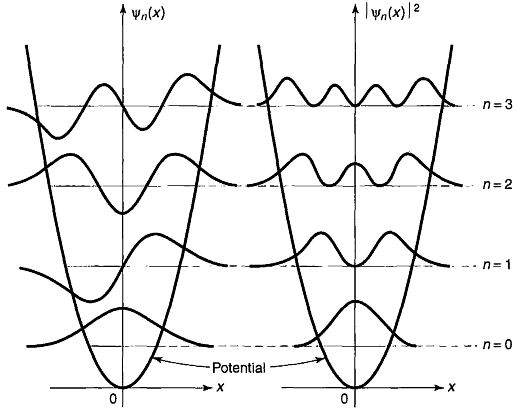 ψn(x)
|ψn(x)|²
n=3
n=2
n=1
n=0
Potential
0
x
0
x